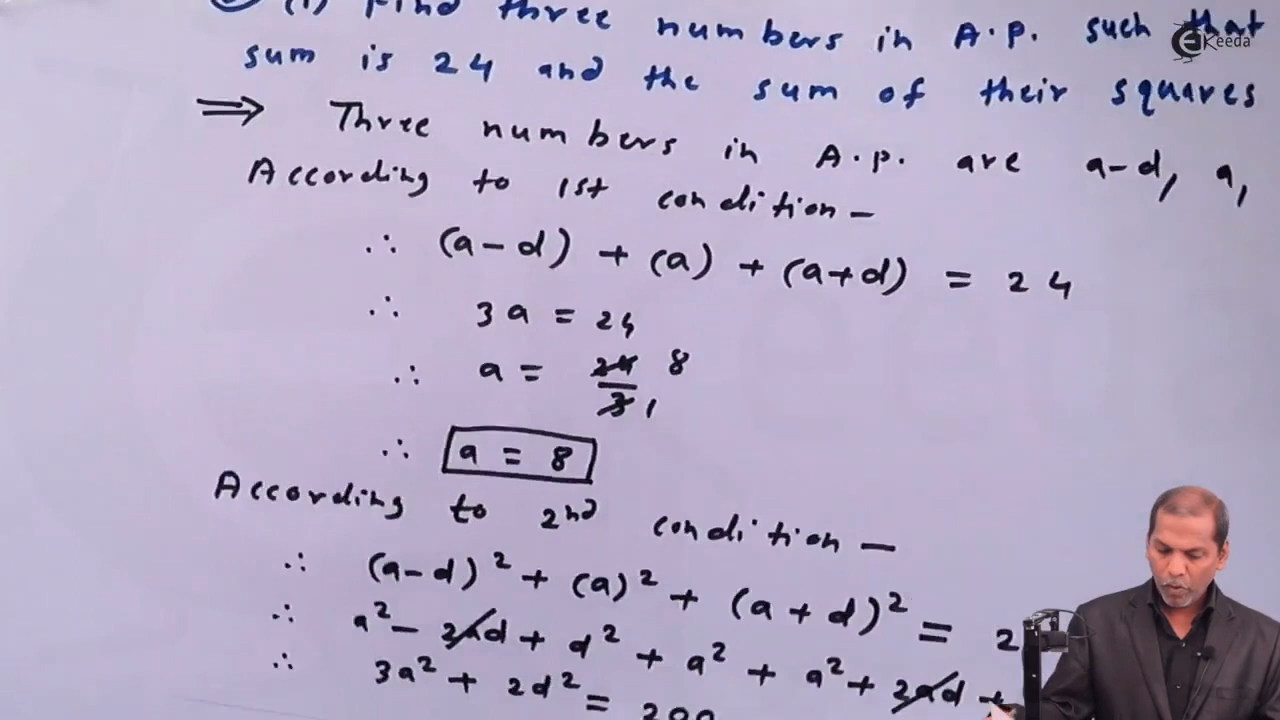 (i) Find three numbers in A.P. such that
Keeda
sum is 24 and the sum of their squares
⇒ Three numbers in A.P. are a-d, a,
According to 1st condition -
∴ (a-d) + (a) + (a+d) = 24
∴ 3a = 24
∴ a = 24/3 8 1
∴ a = 8
According to 2nd condition -
∴ (a-d)² + (a)² + (a+d)² = 2
∴ a² - 2ad + d² + a² + a² + 2ad +
∴ 3a² + 2d² = 200